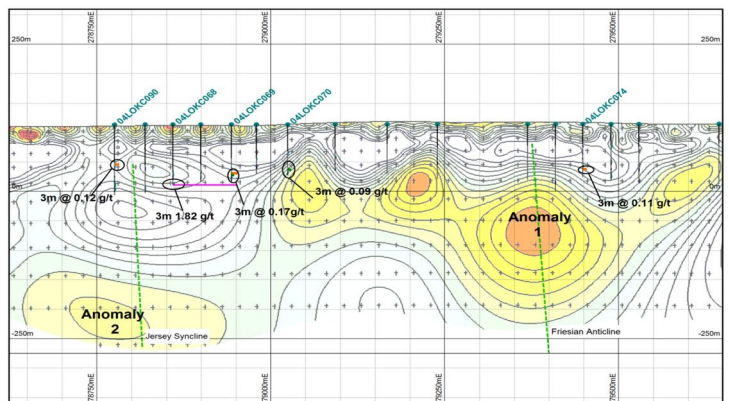 278750mE
279000mE
279250mE
279500mE
250m
250m
04LOKC090
04LOKC068
04LOKC069
04LOKC070
04LOKC074
0m
0m
3m @ 0.12 g/t
3m 1.82 g/t
3m @ 0.17g/t
3m @ 0.09 g/t
3m @ 0.11 g/t
Anomaly
1
Anomaly
2
Jersey Syncline
Friesian Anticline
-250m
-250m
278750mE
279000mE
279250mE
279500mE